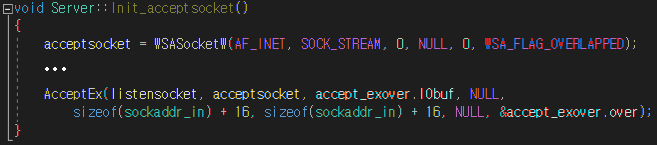 void Server::Init_acceptsocket()
{
acceptsocket = WSASocketW(AF_INET, SOCK_STREAM, 0, NULL, 0, WSA_FLAG_OVERLAPPED);
•••
AcceptEx(listensocket, acceptsocket, accept_exover.IObuf, NULL,
sizeof(sockaddr_in) + 16, sizeof(sockaddr_in) + 16, NULL, &accept_exover.over);
}